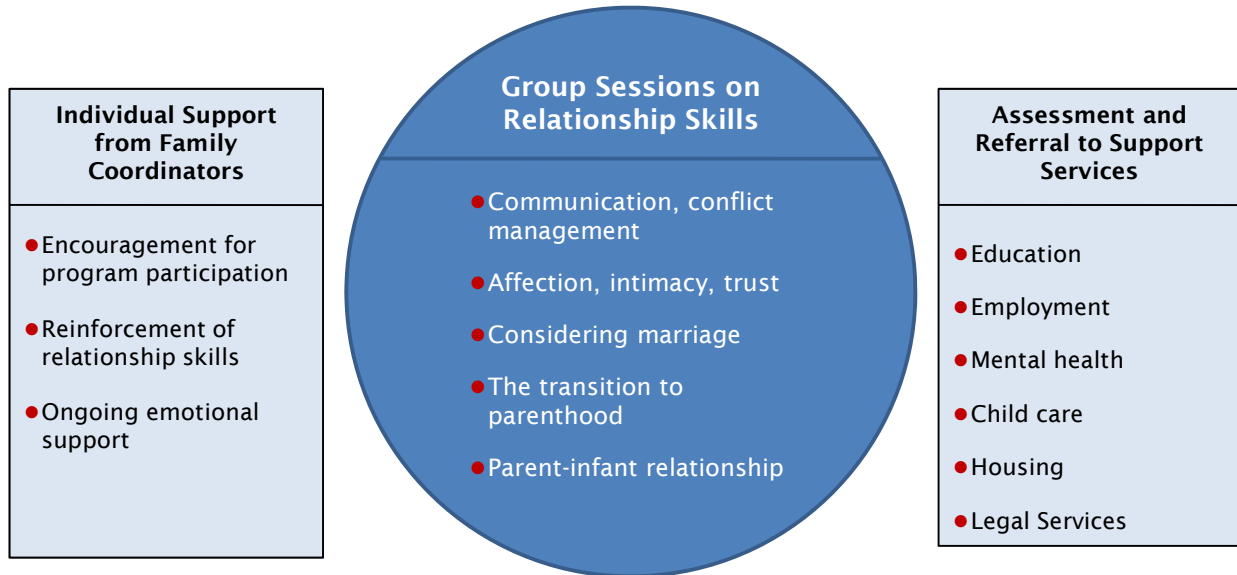 Individual Support
from Family
Coordinators
● Encouragement for
program participation
● Reinforcement of
relationship skills
● Ongoing emotional
support
Group Sessions on
Relationship Skills
● Communication, conflict
management
● Affection, intimacy, trust
● Considering marriage
● The transition to
parenthood
● Parent-infant relationship
Assessment and
Referral to Support
Services
● Education
● Employment
● Mental health
● Child care
● Housing
● Legal Services